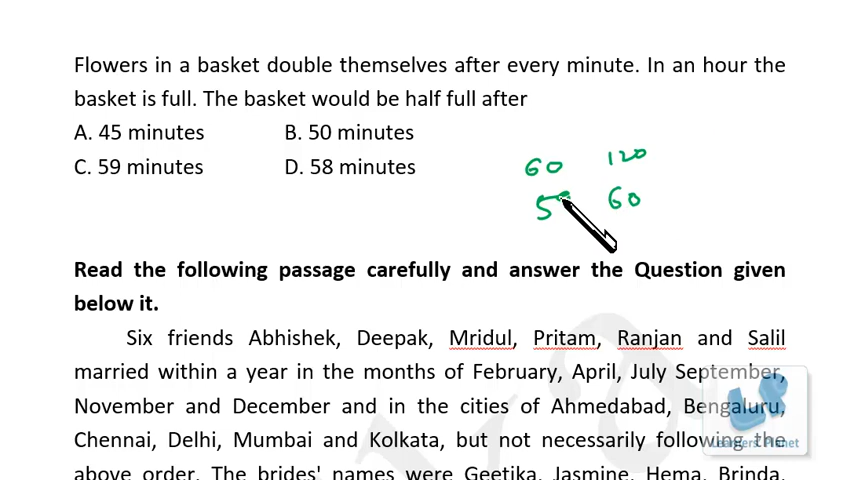 Flowers in a basket double themselves after every minute. In an hour the
basket is full. The basket would be half full after
A. 45 minutes B. 50 minutes
C. 59 minutes D. 58 minutes
60 120
60
Read the following passage carefully and answer the Question given
below it.
Six friends Abhishek, Deepak, Mridul, Pritam, Ranjan and Salil
married within a year in the months of February, April, July September,
November and December and in the cities of Ahmedabad, Bengaluru,
Chennai, Delhi, Mumbai and Kolkata, but not necessarily following the
above order. The brides' names were Geetika, Jasmine, Hema, Brinda,
LP
Learners' Planet